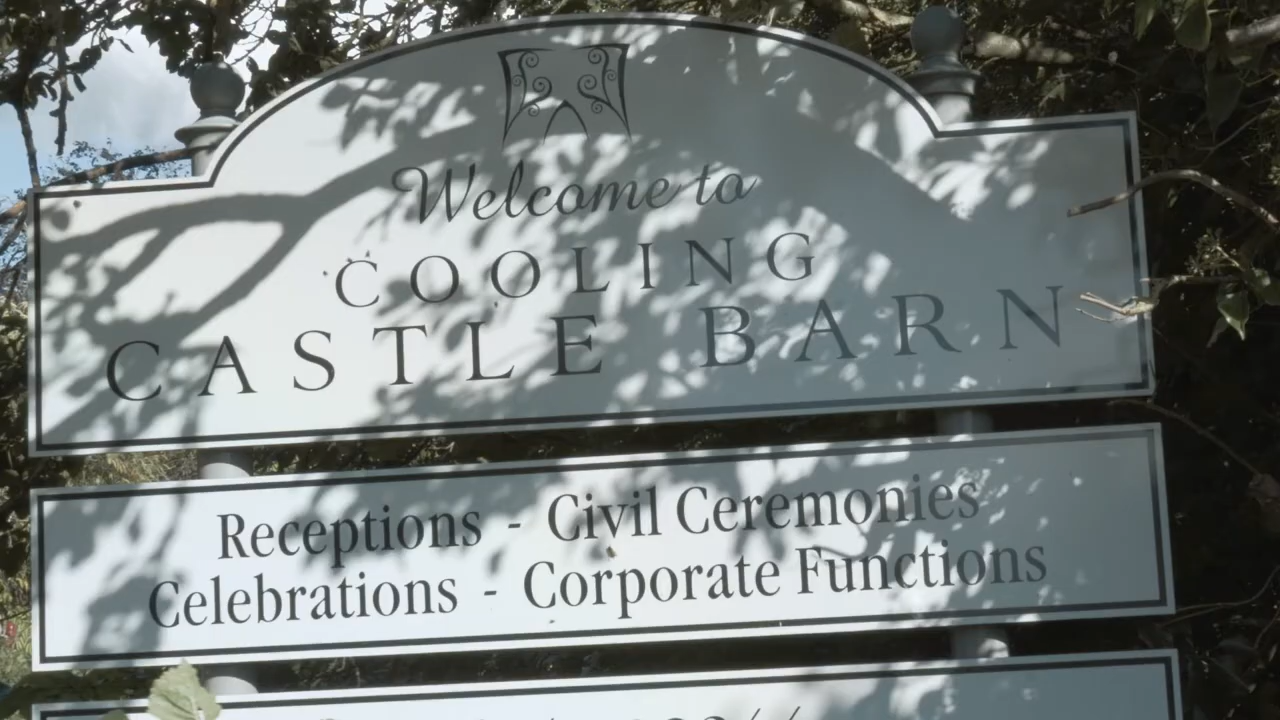 Welcome to
COOLING
CASTLE BARN
Receptions - Civil Ceremonies
Celebrations - Corporate Functions